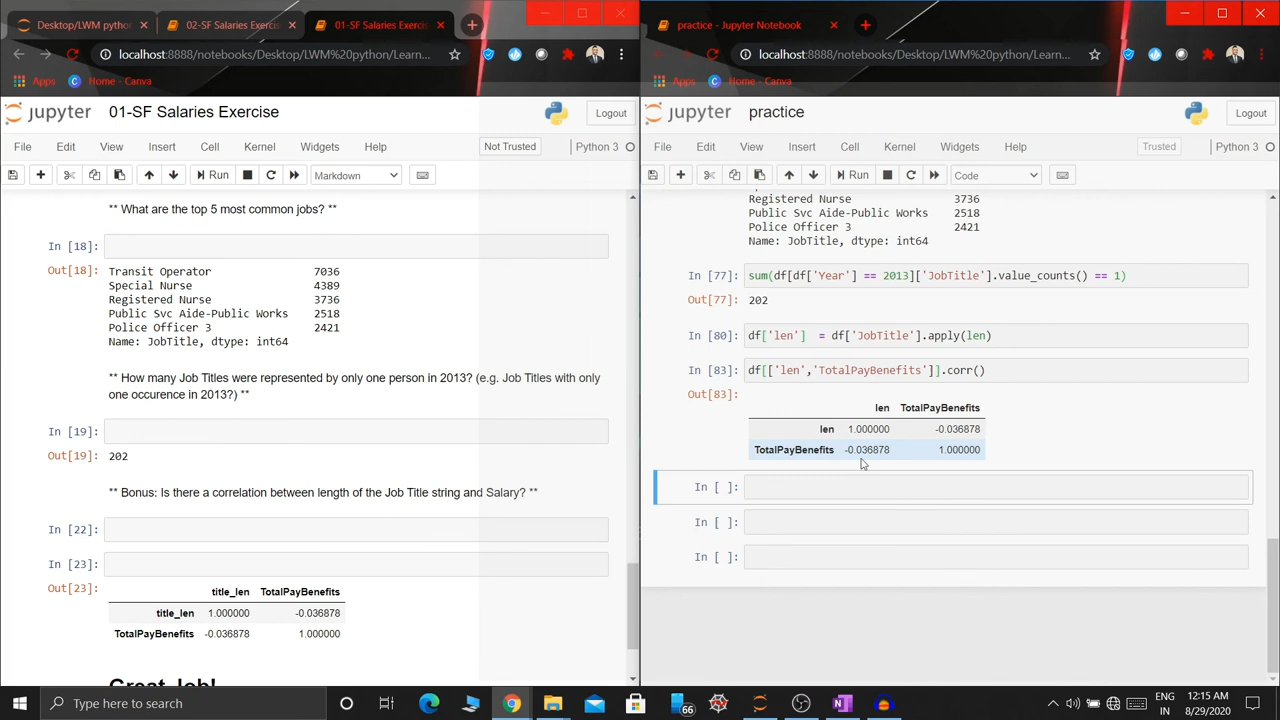 Desktop/LWM pythor
02-SF Salaries Exercise
01-SF Salaries Exercise
localhost:8888/notebooks/Desktop/LWM%20python/Learn...
Apps
Home - Canva
jupyter
01-SF Salaries Exercise
Logout
File
Edit
View
Insert
Cell
Kernel
Widgets
Help
Not Trusted
Python 3
Run
Markdown
** What are the top 5 most common jobs? **
In [18]:
Out[18]:
Transit Operator 7036
Special Nurse 4389
Registered Nurse 3736
Public Svc Aide-Public Works 2518
Police Officer 3 2421
Name: JobTitle, dtype: int64
** How many Job Titles were represented by only one person in 2013? (e.g. Job Titles with only
one occurence in 2013?) **
In [19]:
Out[19]: 202
** Bonus: Is there a correlation between length of the Job Title string and Salary? **
In [22]:
In [23]:
Out[23]:
title_len TotalPayBenefits
title_len 1.000000 -0.036878
TotalPayBenefits -0.036878 1.000000
Great Job!
practice - Jupyter Notebook
localhost:8888/notebooks/Desktop/LWM%20python/Learn...
Apps
Home - Canva
jupyter
practice
Logout
File
Edit
View
Insert
Cell
Kernel
Widgets
Help
Trusted
Python 3
Run
Code
Registered Nurse 3736
Public Svc Aide-Public Works 2518
Police Officer 3 2421
Name: JobTitle, dtype: int64
In [77]: sum(df[df['Year'] == 2013]['JobTitle'].value_counts() == 1)
Out[77]: 202
In [80]: df['len'] = df['JobTitle'].apply(len)
In [83]: df[['len','TotalPayBenefits']].corr()
Out[83]:
len TotalPayBenefits
len 1.000000 -0.036878
TotalPayBenefits -0.036878 1.000000
In [ ]:
In [ ]:
In [ ]:
Type here to search
66
ENG
IN
12:15 AM
8/29/2020